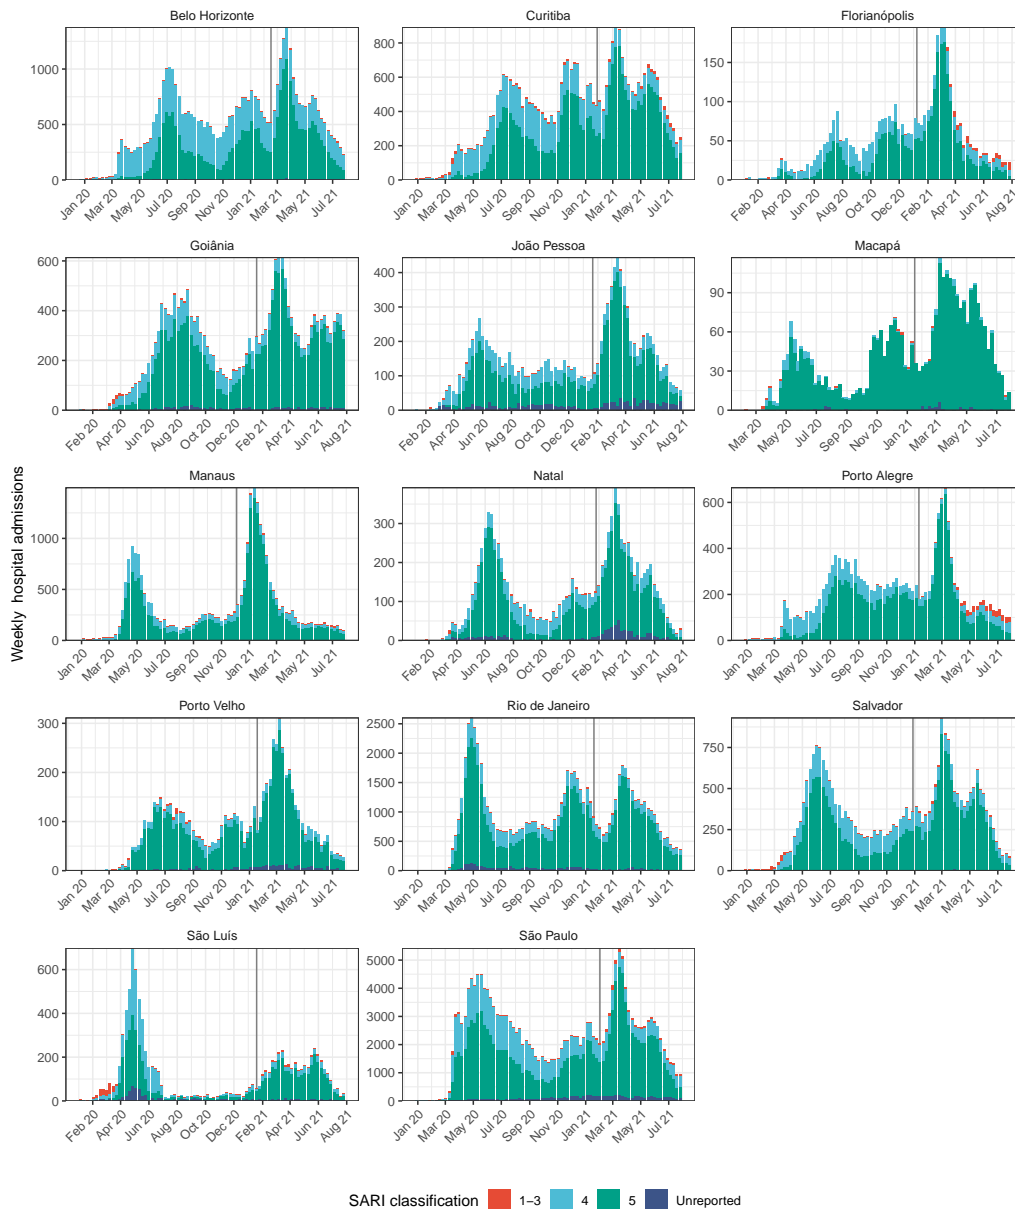 Belo Horizonte
Curitiba
Florianópolis
1000
500
0
Jan 20
Mar 20
May 20
Jul 20
Sep 20
Nov 20
Jan 21
Mar 21
May 21
Jul 21
800
600
400
200
0
Jan 20
Mar 20
May 20
Jul 20
Sep 20
Nov 20
Jan 21
Mar 21
May 21
Jul 21
150
100
50
0
Feb 20
Apr 20
Jun 20
Aug 20
Oct 20
Dec 20
Feb 21
Apr 21
Jun 21
Aug 21
Goiânia
João Pessoa
Macapá
600
400
200
0
Feb 20
Apr 20
Jun 20
Aug 20
Oct 20
Dec 20
Feb 21
Apr 21
Jun 21
Aug 21
400
300
200
100
0
Feb 20
Apr 20
Jun 20
Aug 20
Oct 20
Dec 20
Feb 21
Apr 21
Jun 21
Aug 21
90
60
30
0
Mar 20
May 20
Jul 20
Sep 20
Nov 20
Jan 21
Mar 21
May 21
Jul 21
Weekly hospital admissions
Manaus
Natal
Porto Alegre
1000
500
0
Jan 20
Mar 20
May 20
Jul 20
Sep 20
Nov 20
Jan 21
Mar 21
May 21
Jul 21
300
200
100
0
Feb 20
Apr 20
Jun 20
Aug 20
Oct 20
Dec 20
Feb 21
Apr 21
Jun 21
Aug 21
600
400
200
0
Jan 20
Mar 20
May 20
Jul 20
Sep 20
Nov 20
Jan 21
Mar 21
May 21
Jul 21
Porto Velho
Rio de Janeiro
Salvador
300
200
100
0
Jan 20
Mar 20
May 20
Jul 20
Sep 20
Nov 20
Jan 21
Mar 21
May 21
Jul 21
2500
2000
1500
1000
500
0
Jan 20
Mar 20
May 20
Jul 20
Sep 20
Nov 20
Jan 21
Mar 21
May 21
Jul 21
750
500
250
0
Jan 20
Mar 20
May 20
Jul 20
Sep 20
Nov 20
Jan 21
Mar 21
May 21
Jul 21
São Luís
São Paulo
600
400
200
0
Feb 20
Apr 20
Jun 20
Aug 20
Oct 20
Dec 20
Feb 21
Apr 21
Jun 21
Aug 21
5000
4000
3000
2000
1000
0
Jan 20
Mar 20
May 20
Jul 20
Sep 20
Nov 20
Jan 21
Mar 21
May 21
Jul 21
SARI classification 1–3 4 5 Unreported